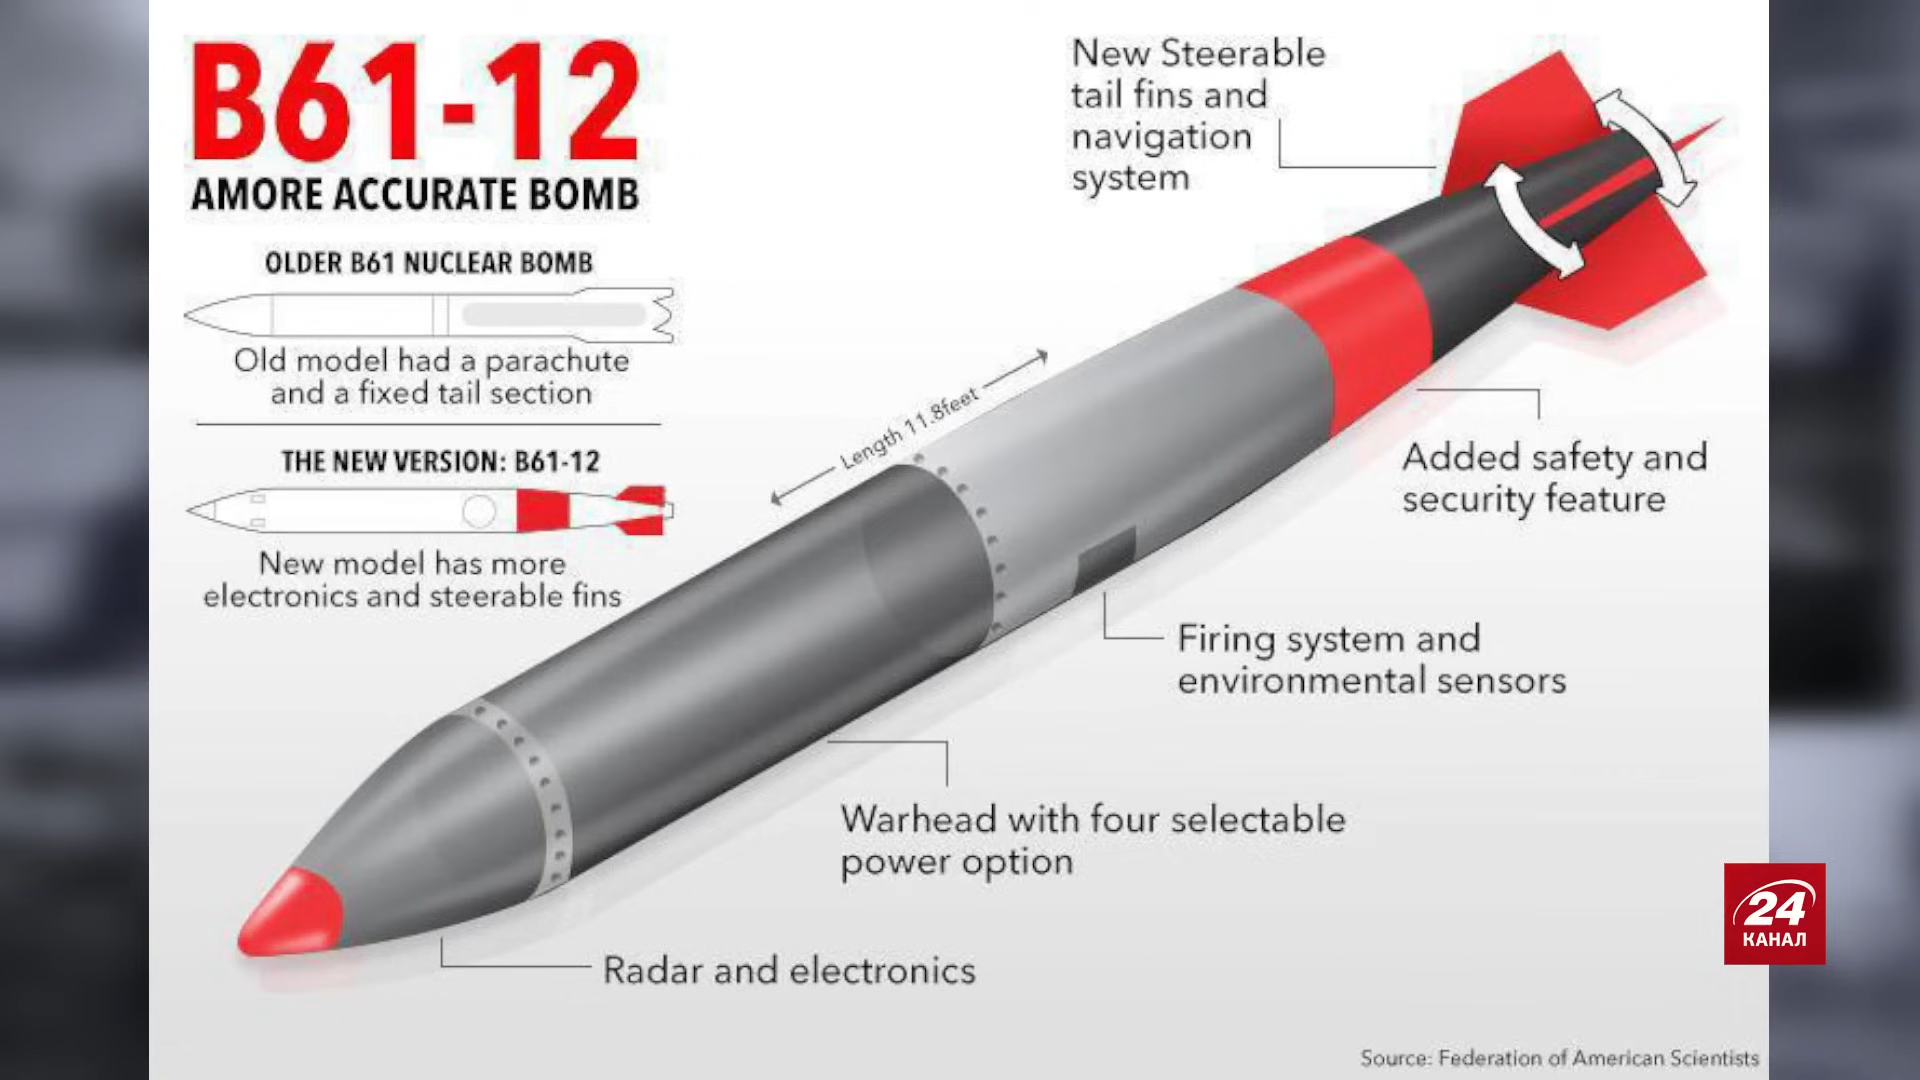 B61-12
AMORE ACCURATE BOMB
OLDER B61 NUCLEAR BOMB
Old model had a parachute
and a fixed tail section
THE NEW VERSION: B61-12
New model has more
electronics and steerable fins
New Steerable
tail fins and
navigation
system
Length 11.8feet
Added safety and
security feature
Firing system and
environmental sensors
Warhead with four selectable
power option
Radar and electronics
24
КАНАЛ
Source: Federation of American Scientists